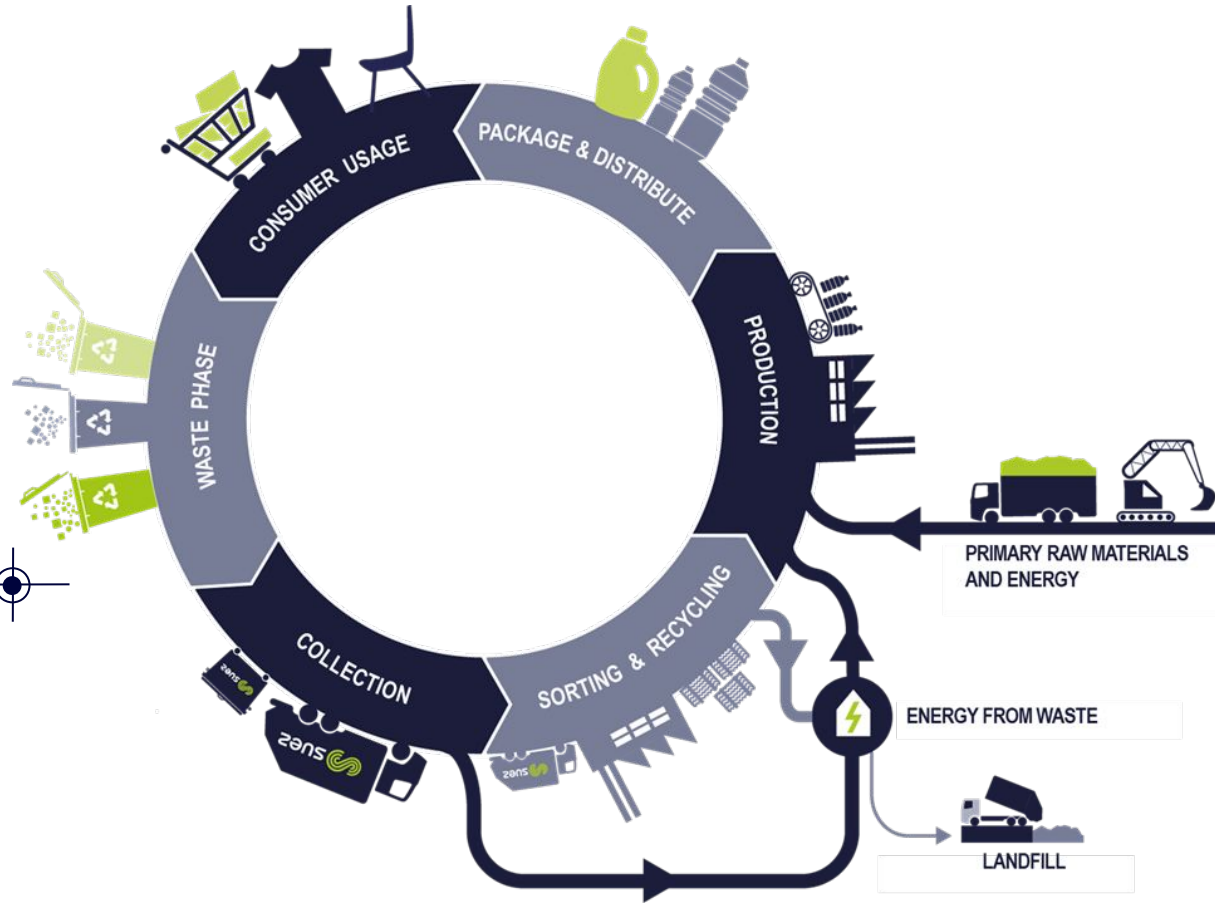 CONSUMER USAGE
PACKAGE & DISTRIBUTE
PRODUCTION
WASTE PHASE
COLLECTION
SORTING & RECYCLING
PRIMARY RAW MATERIALS
AND ENERGY
ENERGY FROM WASTE
LANDFILL
suez
suez
suez